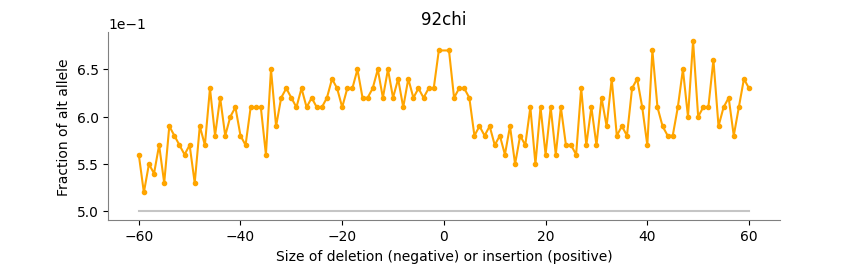 92chi
1e−1
6.5
6.0
5.5
5.0
Fraction of alt allele
−60 −40 −20 0 20 40 60
Size of deletion (negative) or insertion (positive)